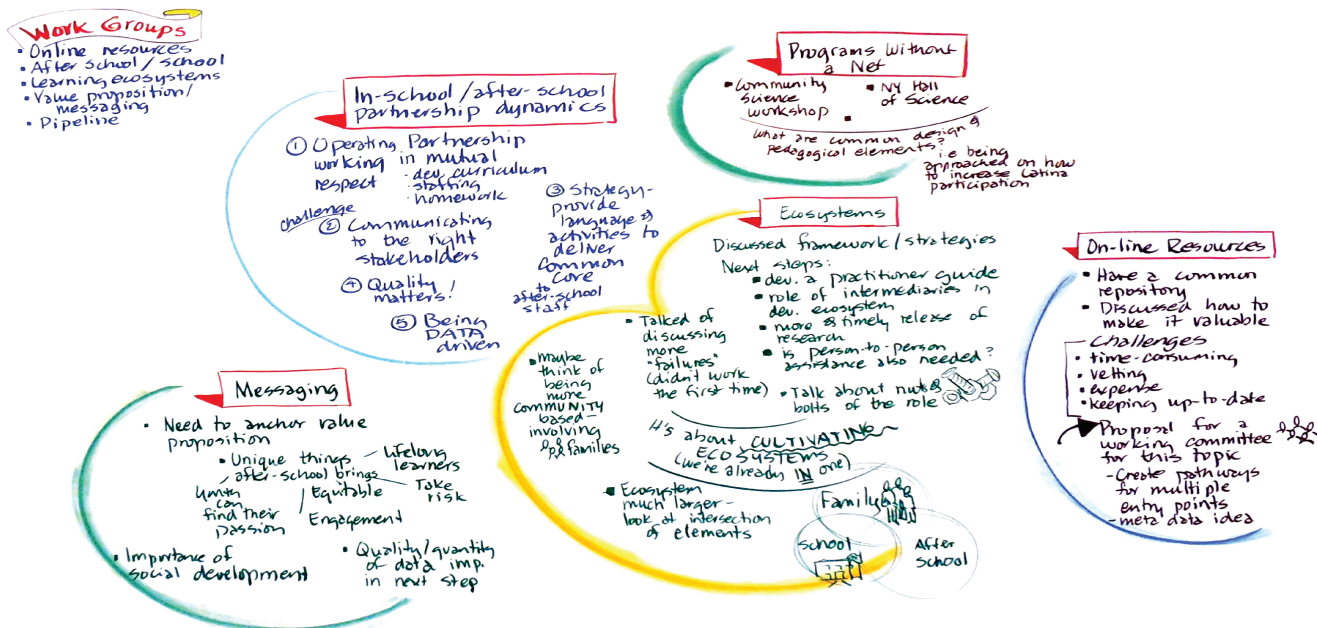 Work Groups
• Online resources
• After school / school
• Learning ecosystems
• Value proposition/
messaging
• Pipeline
In-school / after-school
partnership dynamics
① Operating Partnership
working in mutual
respect
· dev. curriculum
· staffing
· homework
challenge
② Communicating
to the right
stakeholders
③ Strategy-
provide
language &
activities to
deliver
Common
Core
to
after-school
staff
④ Quality
matters!
⑤ Being
DATA
driven
Programs Without
a Net
• Community
Science
workshop
• NY Hall
of Science
•
What are common design &
pedagogical elements?
i.e being
approached on how
to increase Latina
participation
Ecosystems
Discussed framework / strategies
Next steps:
• dev. a practitioner guide
• role of intermediaries in
dev. ecosystem
• more & timely release of
research
• is person-to-person
assistance also needed?
• Talk about nuts &
bolts of the role
• Talked of
discussing
more
"failures"
(didn't work
the first time)
• Maybe
think of
being
more
COMMUNITY
based-
involving
families
It's about CULTIVATING
ECOSYSTEMS
(we're already IN one)
• Ecosystem
much larger-
look at intersection
of elements
Family
School
After
School
On-line Resources
• Have a common
repository
• Discussed how to
make it valuable
Challenges
• time-consuming
• vetting
• expense
• keeping up-to-date
Proposal for a
working committee
for this topic
- Create pathways
for multiple
entry points
- meta data idea
Messaging
• Need to anchor value
proposition
• Unique things
after-school brings
Lifelong
learners
Take
risk
Equitable
Engagement
Youth
can
find their
passion
• Importance of
social development
• Quality/quantity
of data imp.
in next step